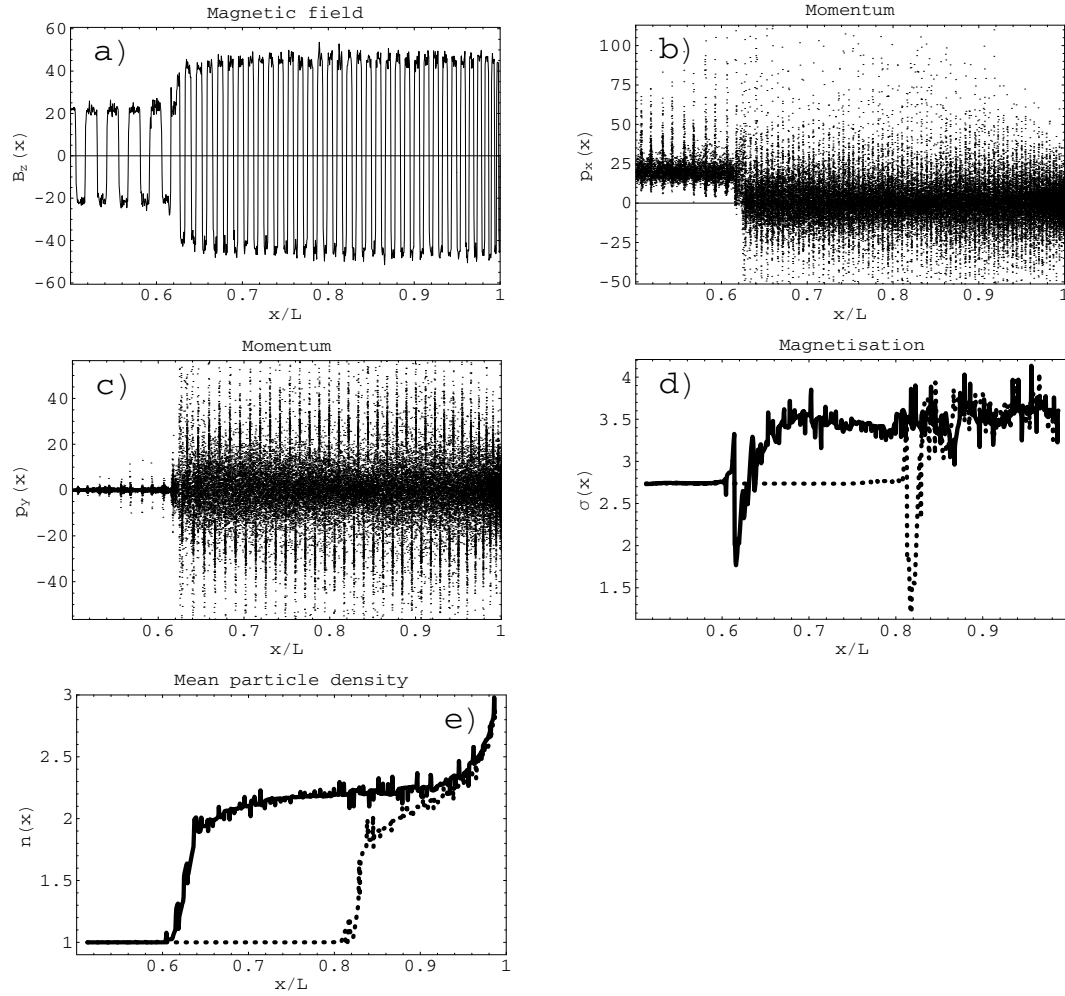 Magnetic field
a)
60
40
20
0
-20
-40
-60
B_z(x)
0.6 0.7 0.8 0.9 1
x/L
Momentum
b)
100
75
50
25
0
-25
-50
p_x(x)
0.6 0.7 0.8 0.9 1
x/L
Momentum
c)
40
20
0
-20
-40
p_y(x)
0.6 0.7 0.8 0.9 1
x/L
Magnetisation
d)
4
3.5
3
2.5
2
1.5
σ(x)
0.6 0.7 0.8 0.9
x/L
Mean particle density
e)
3
2.5
2
1.5
1
n(x)
0.6 0.7 0.8 0.9 1
x/L